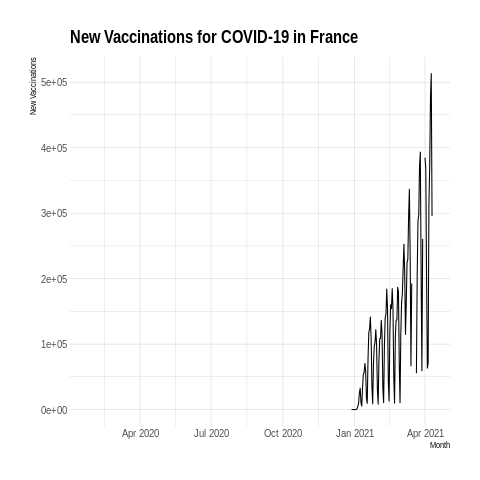 New Vaccinations for COVID-19 in France
New Vaccinations
5e+05
4e+05
3e+05
2e+05
1e+05
0e+00
Apr 2020 Jul 2020 Oct 2020 Jan 2021 Apr 2021
Month